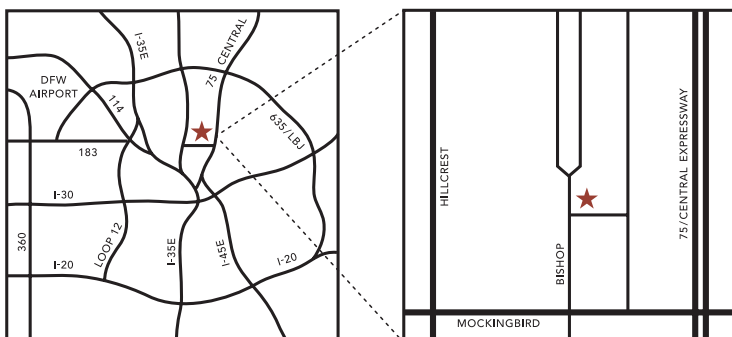 I-35E
75 CENTRAL
DFW
AIRPORT
114
635/LBJ
183
I-30
360
LOOP 12
I-20
I-35E
I-45E
I-20
HILLCREST
75/CENTRAL EXPRESSWAY
BISHOP
MOCKINGBIRD